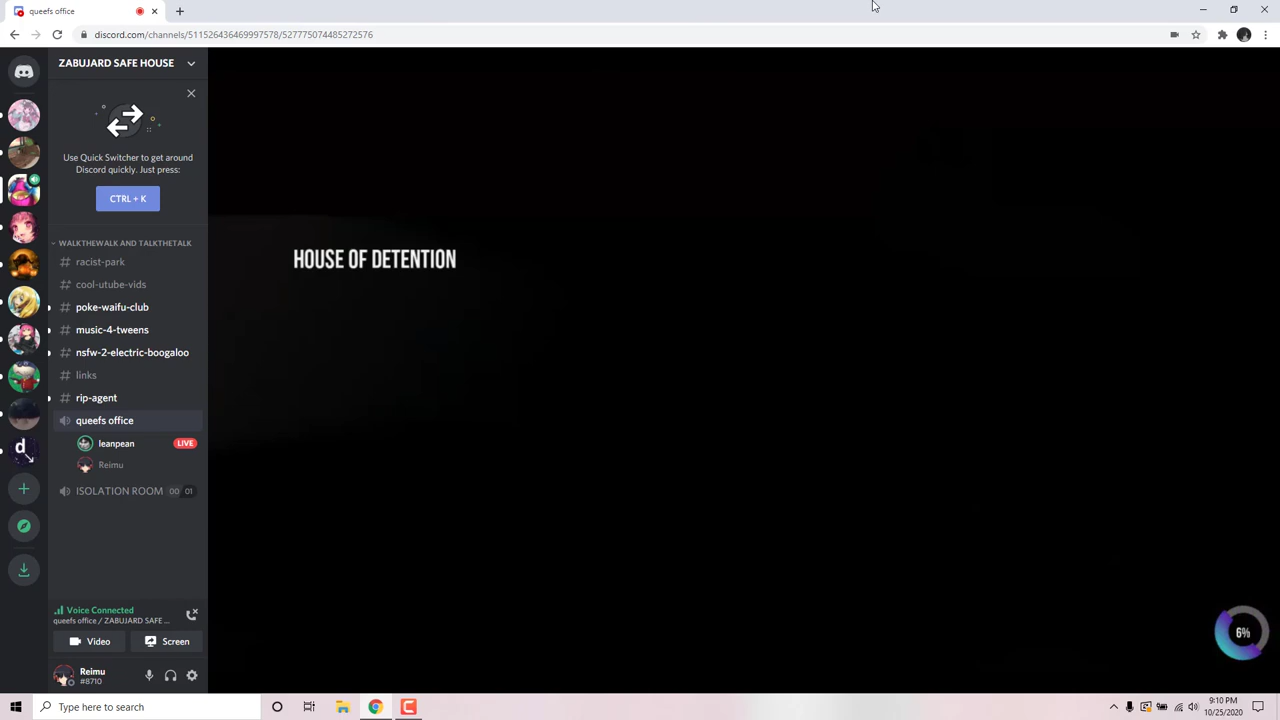 queefs office
discord.com/channels/511526436469997578/527775074485272576
ZABUJARD SAFE HOUSE
Use Quick Switcher to get around
Discord quickly. Just press:
CTRL + K
WALKTHEWALK AND TALKTHETALK
racist-park
cool-utube-vids
poke-waifu-club
music-4-tweens
nsfw-2-electric-boogaloo
links
rip-agent
queefs office
leanpean LIVE
Reimu
ISOLATION ROOM 00 01
Voice Connected
queefs office / ZABUJARD SAFE ...
Video Screen
Reimu
#8710
HOUSE OF DETENTION
6%
Type here to search
9:10 PM
10/25/2020